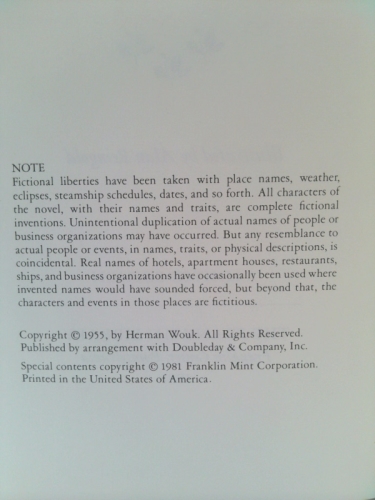 NOTE
Fictional liberties have been taken with place names, weather,
eclipses, steamship schedules, dates, and so forth. All characters of
the novel, with their names and traits, are complete fictional
inventions. Unintentional duplication of actual names of people or
business organizations may have occurred. But any resemblance to
actual people or events, in names, traits, or physical descriptions, is
coincidental. Real names of hotels, apartment houses, restaurants,
ships, and business organizations have occasionally been used where
invented names would have sounded forced, but beyond that, the
characters and events in those places are fictitious.
Copyright © 1955, by Herman Wouk. All Rights Reserved.
Published by arrangement with Doubleday & Company, Inc.
Special contents copyright © 1981 Franklin Mint Corporation.
Printed in the United States of America.